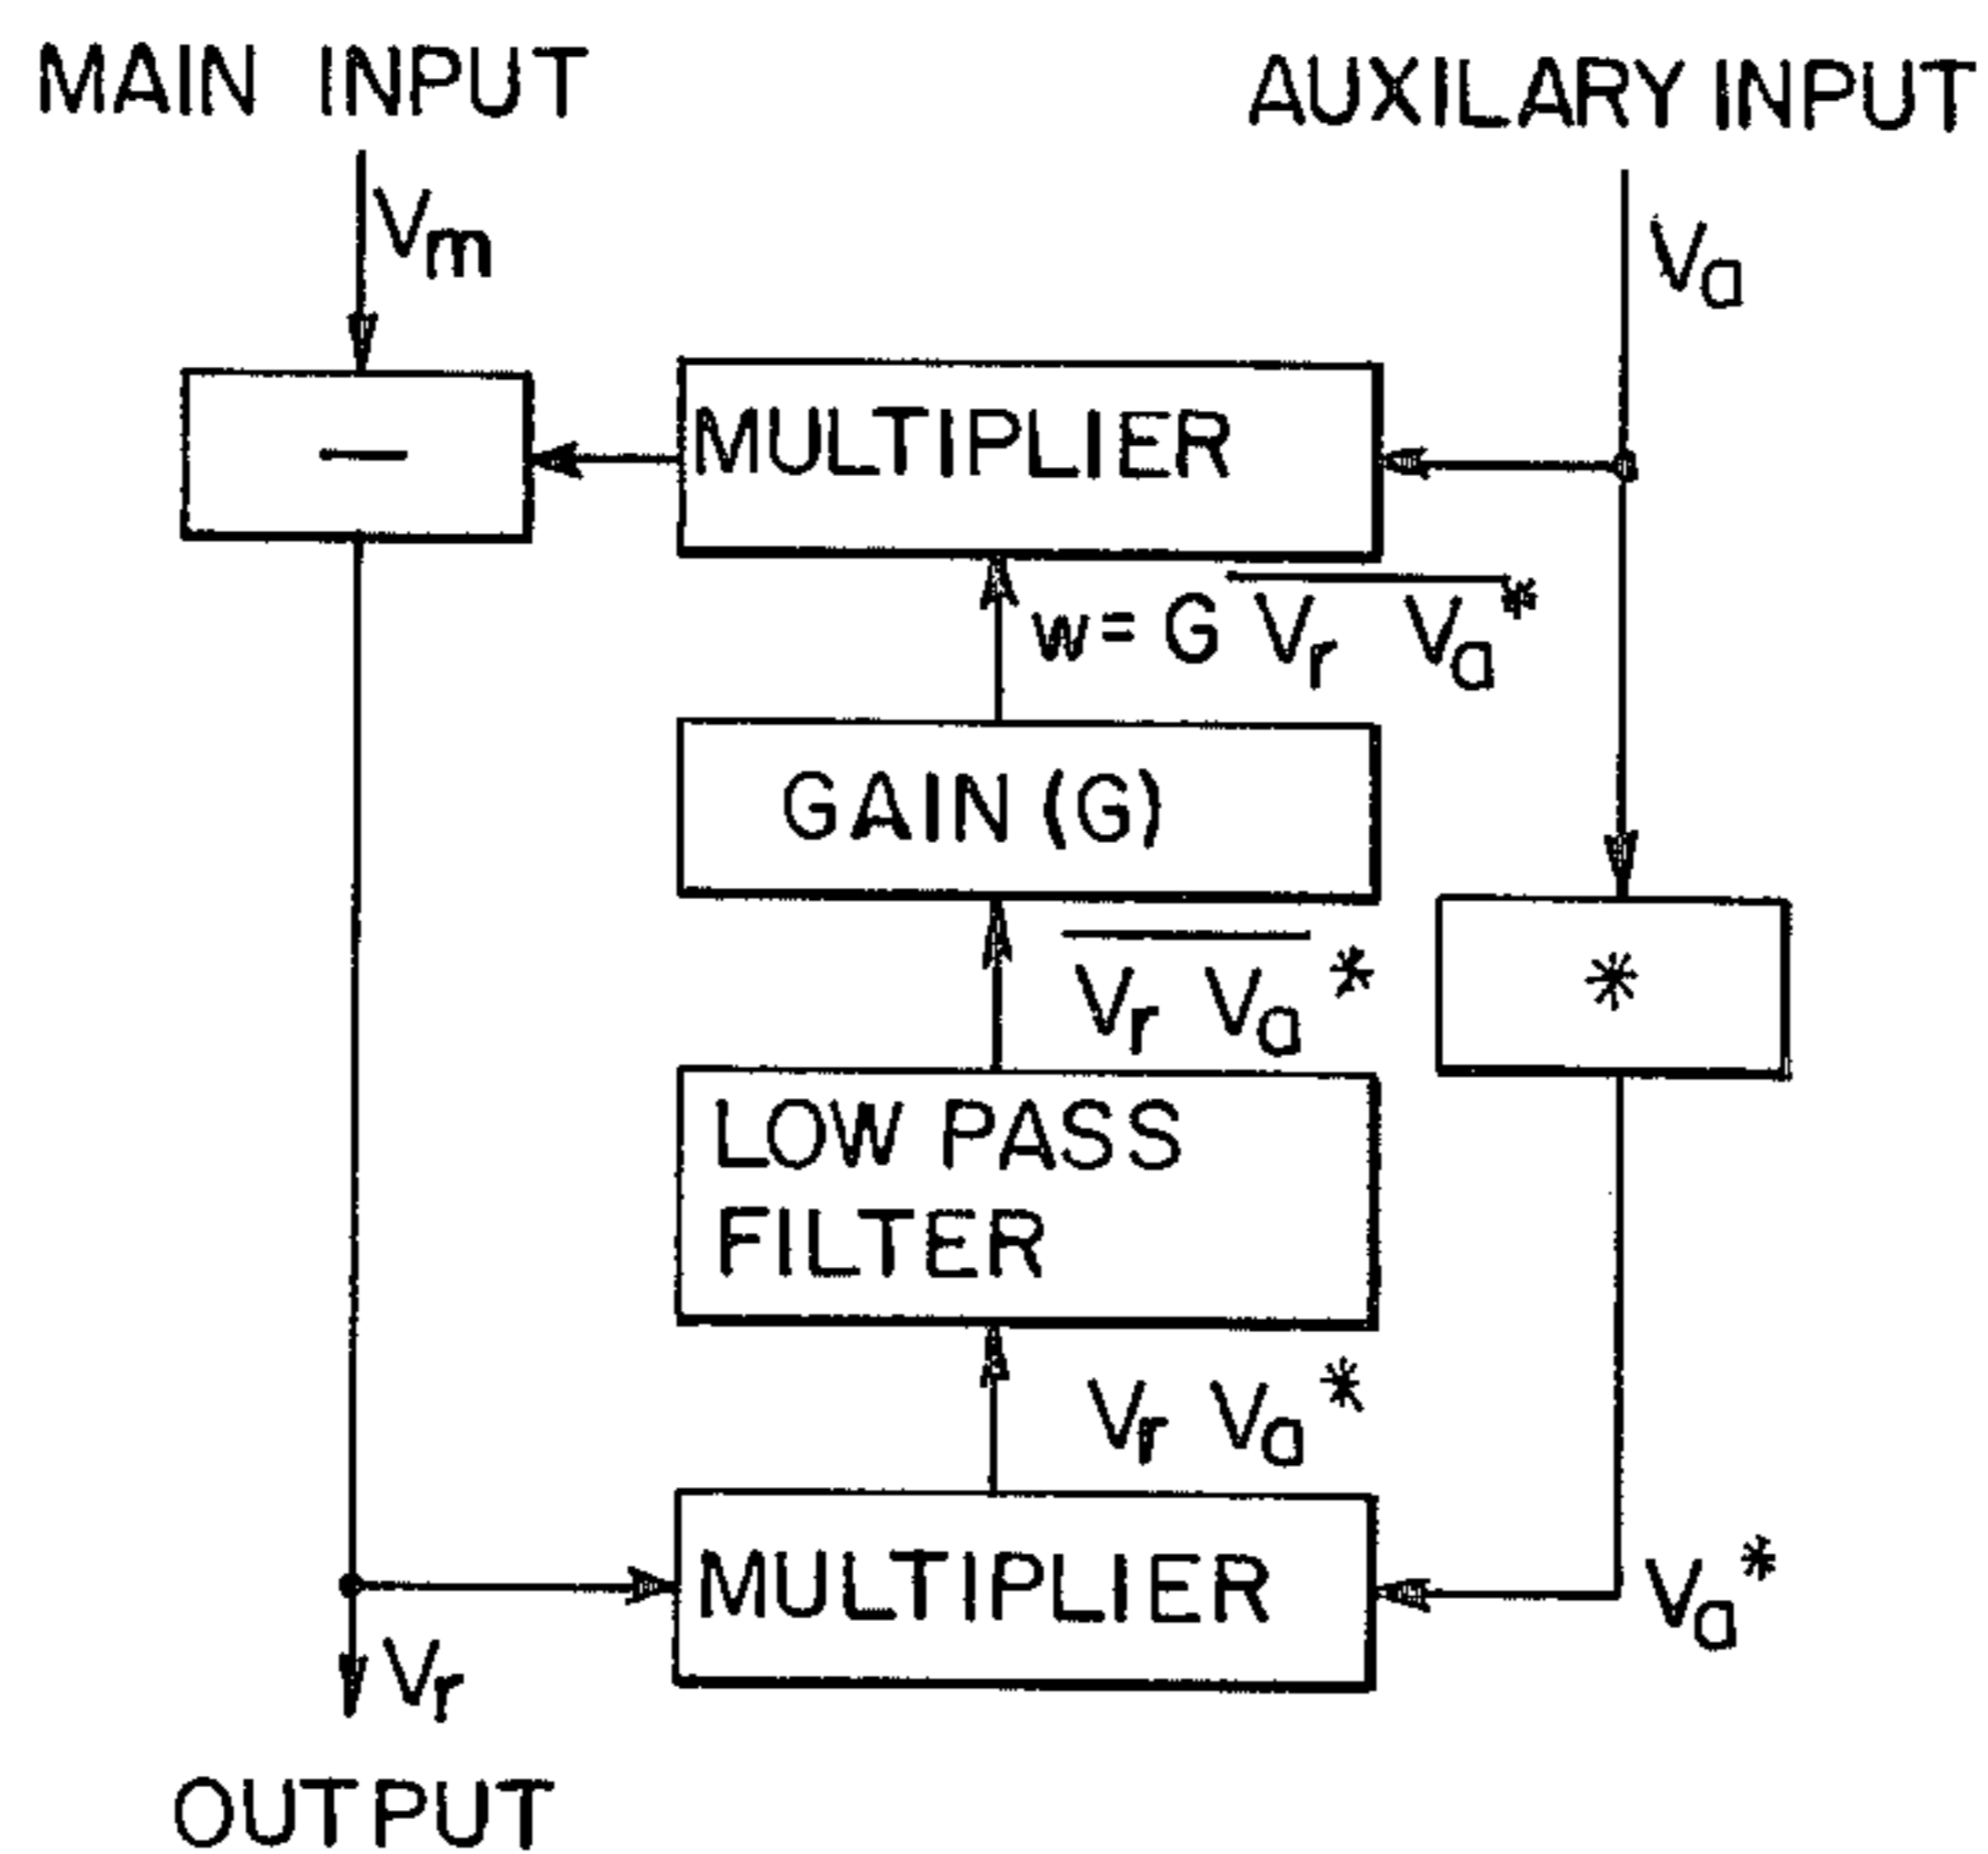 MAIN INPUT
AUXILARY INPUT
Vm
Va
—
MULTIPLIER
w= G Vr Va*
GAIN (G)
Vr Va*
*
LOW PASS
FILTER
Vr Va*
MULTIPLIER
Va*
Vr
OUTPUT